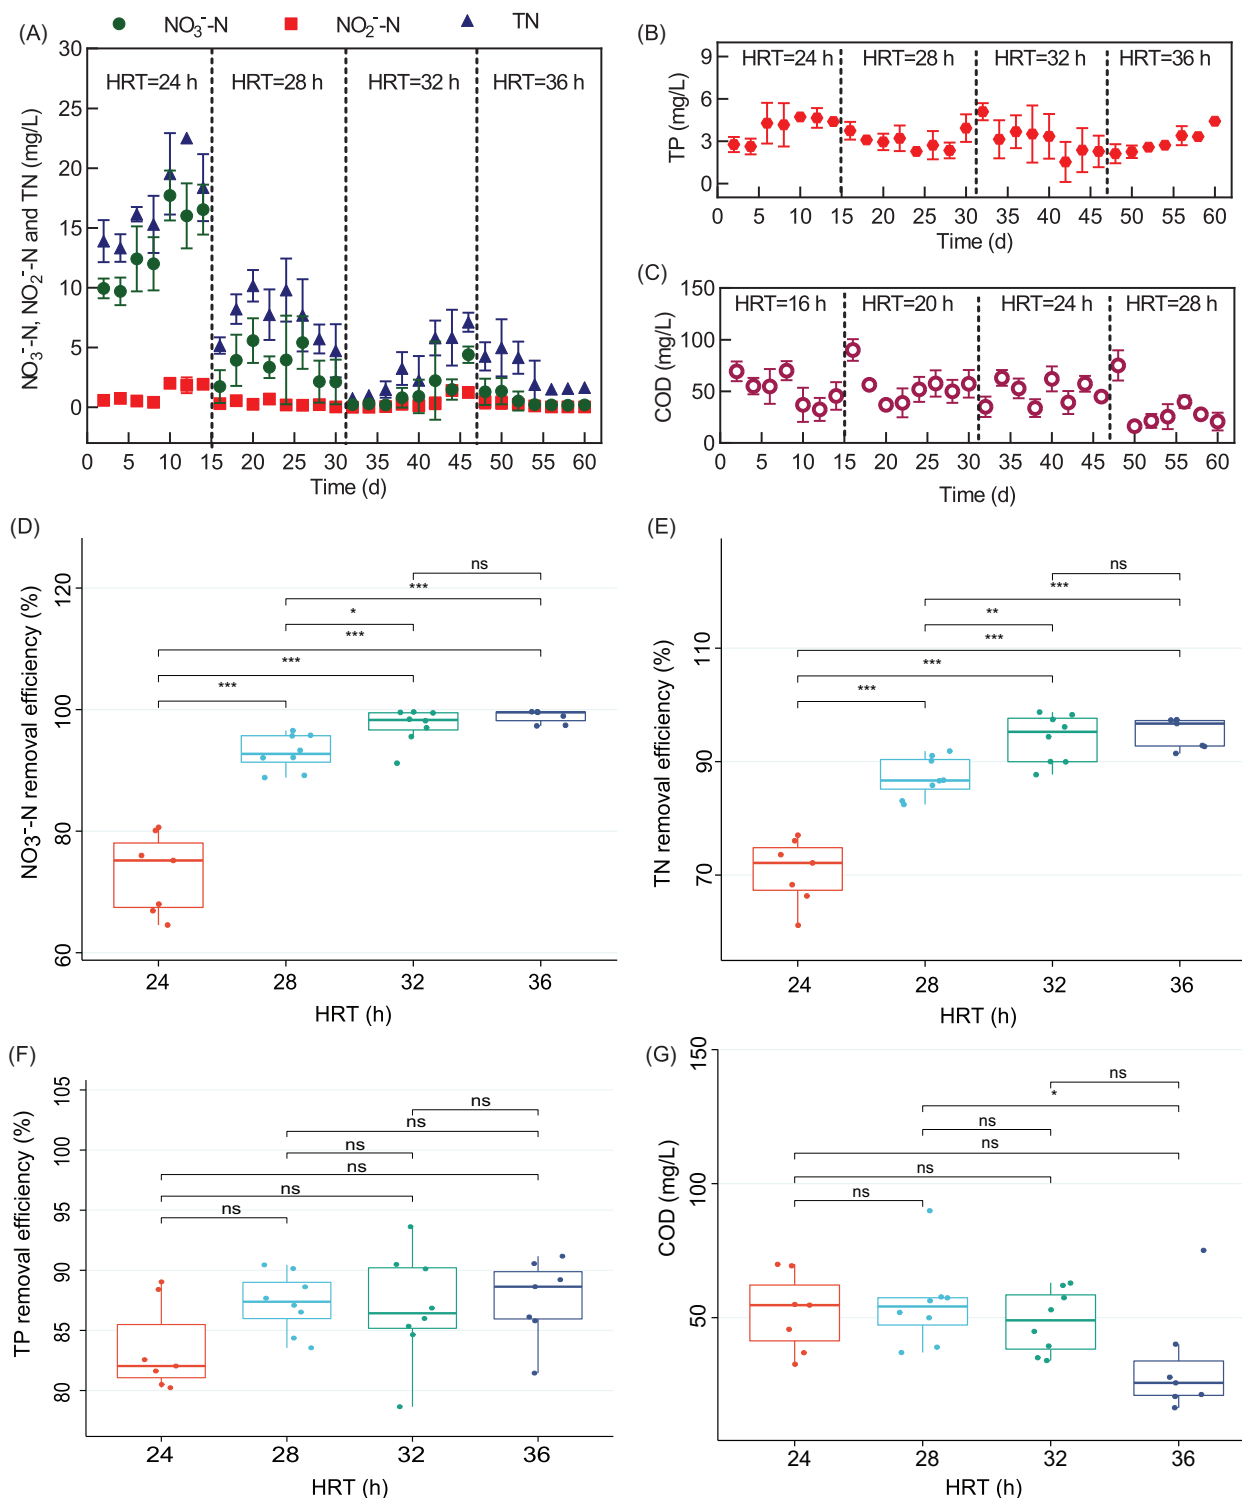 (A) NO₃⁻-N NO₂⁻-N TN
NO₃⁻-N, NO₂⁻-N and TN (mg/L)
30
25
20
15
10
5
0
HRT=24 h HRT=28 h HRT=32 h HRT=36 h
0 5 10 15 20 25 30 35 40 45 50 55 60
Time (d)
(B)
TP (mg/L)
9
6
3
0
HRT=24 h HRT=28 h HRT=32 h HRT=36 h
0 5 10 15 20 25 30 35 40 45 50 55 60
Time (d)
(C)
COD (mg/L)
150
100
50
0
HRT=16 h HRT=20 h HRT=24 h HRT=28 h
0 5 10 15 20 25 30 35 40 45 50 55 60
Time (d)
(D)
NO₃⁻-N removal efficiency (%)
120
100
80
60
ns
***
*
***
***
***
24 28 32 36
HRT (h)
(E)
TN removal efficiency (%)
110
90
70
ns
***
**
***
***
***
24 28 32 36
HRT (h)
(F)
TP removal efficiency (%)
105
100
95
90
85
80
ns
ns
ns
ns
ns
ns
24 28 32 36
HRT (h)
(G)
COD (mg/L)
150
100
50
ns
*
ns
ns
ns
ns
24 28 32 36
HRT (h)